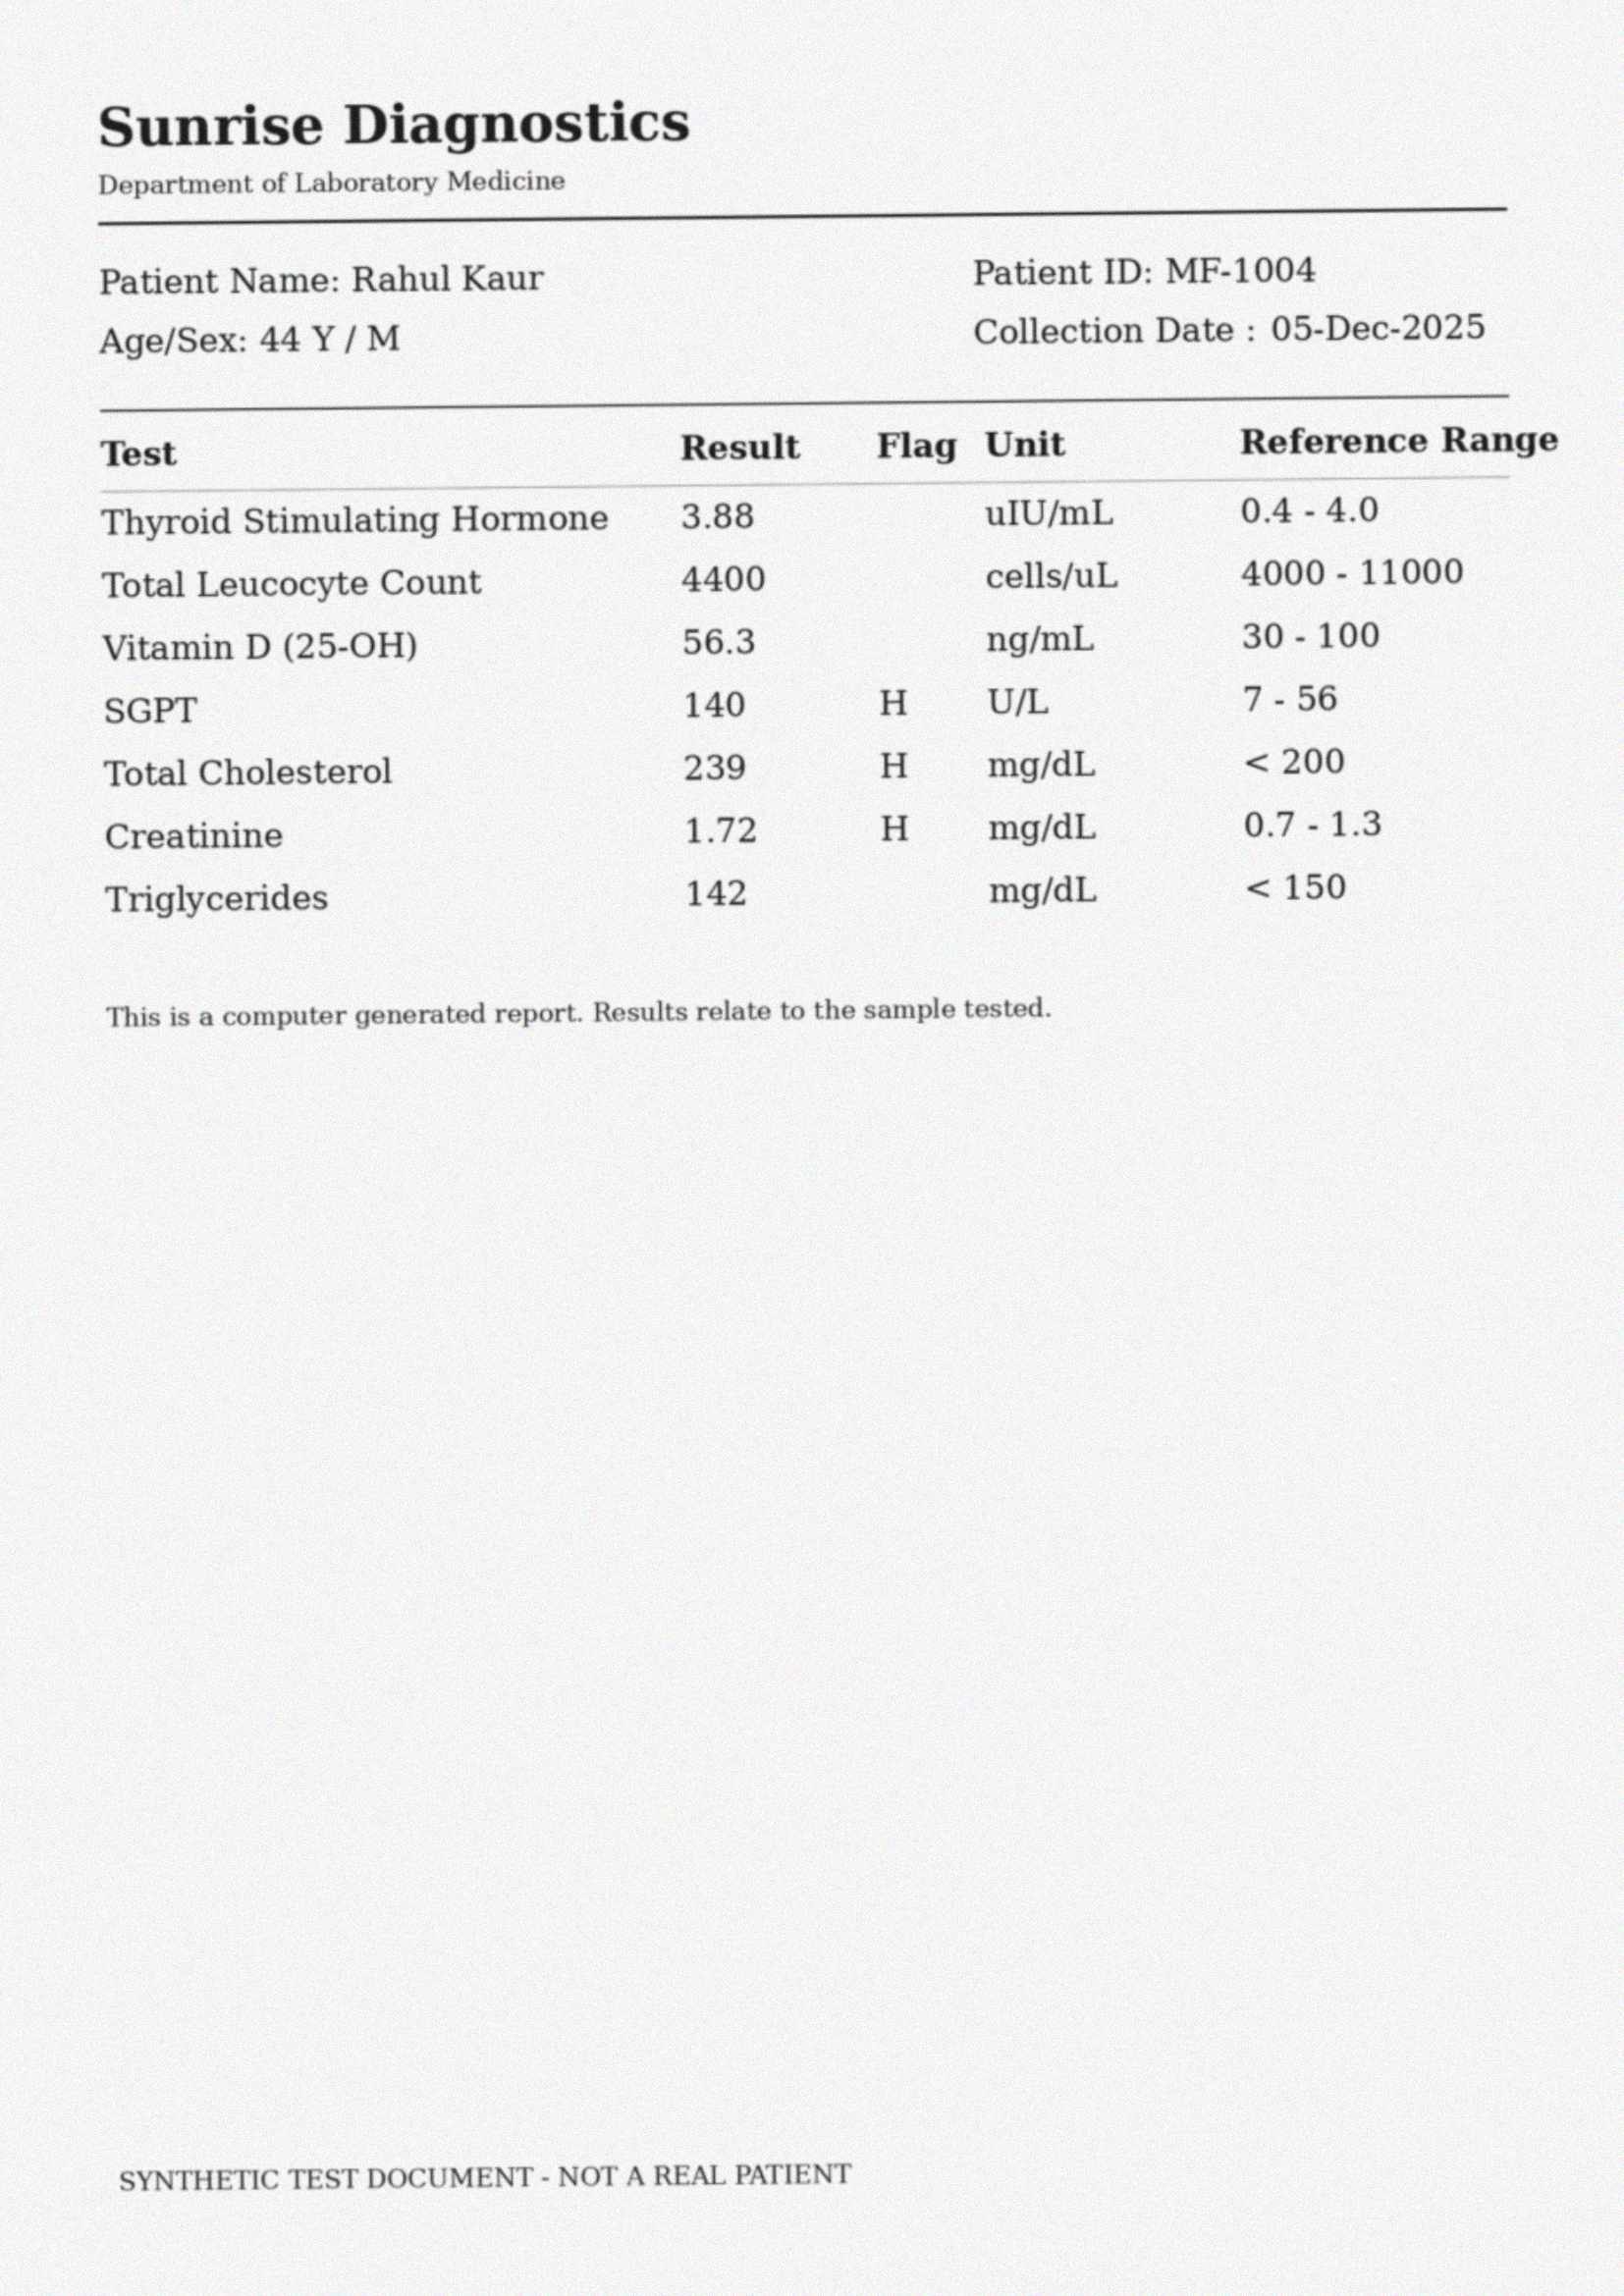 Sunrise Diagnostics
Department of Laboratory Medicine
Patient Name: Rahul Kaur Patient ID: MF-1004
Age/Sex: 44 Y / M Collection Date : 05-Dec-2025
Test Result Flag Unit Reference Range
Thyroid Stimulating Hormone 3.88 uIU/mL 0.4 - 4.0
Total Leucocyte Count 4400 cells/uL 4000 - 11000
Vitamin D (25-OH) 56.3 ng/mL 30 - 100
SGPT 140 H U/L 7 - 56
Total Cholesterol 239 H mg/dL < 200
Creatinine 1.72 H mg/dL 0.7 - 1.3
Triglycerides 142 mg/dL < 150
This is a computer generated report. Results relate to the sample tested.
SYNTHETIC TEST DOCUMENT - NOT A REAL PATIENT